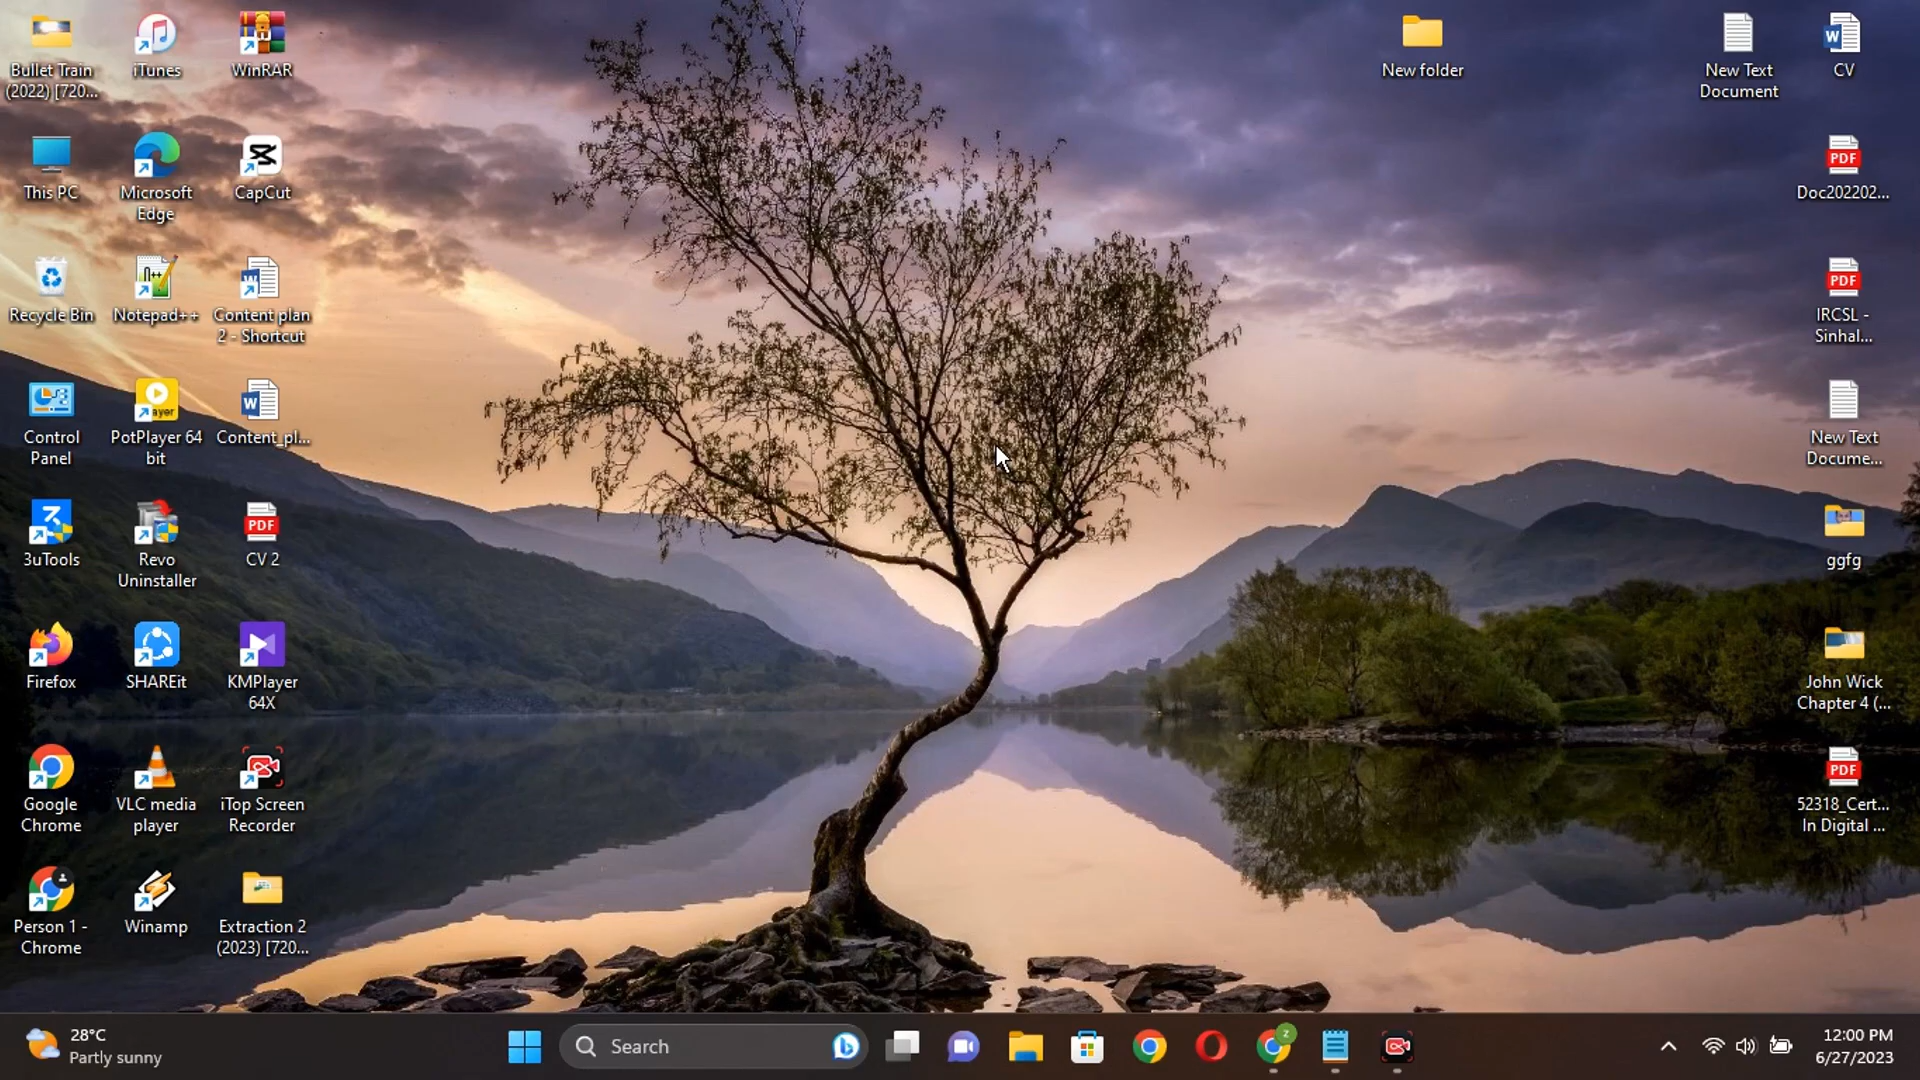 Bullet Train
(2022) [720...
iTunes
WinRAR
This PC
Microsoft
Edge
CapCut
Recycle Bin
Notepad++
Content plan
2 - Shortcut
Control
Panel
PotPlayer 64
bit
Content_pl...
3uTools
Revo
Uninstaller
CV 2
Firefox
SHAREit
KMPlayer
64X
Google
Chrome
VLC media
player
iTop Screen
Recorder
Person 1 -
Chrome
Winamp
Extraction 2
(2023) [720...
New folder
New Text
Document
CV
PDF
Doc202202...
PDF
IRCSL -
Sinhal...
New Text
Docume...
ggfg
John Wick
Chapter 4 (...
PDF
52318_Cert...
In Digital ...
PDF
28°C
Partly sunny
Search
12:00 PM
6/27/2023